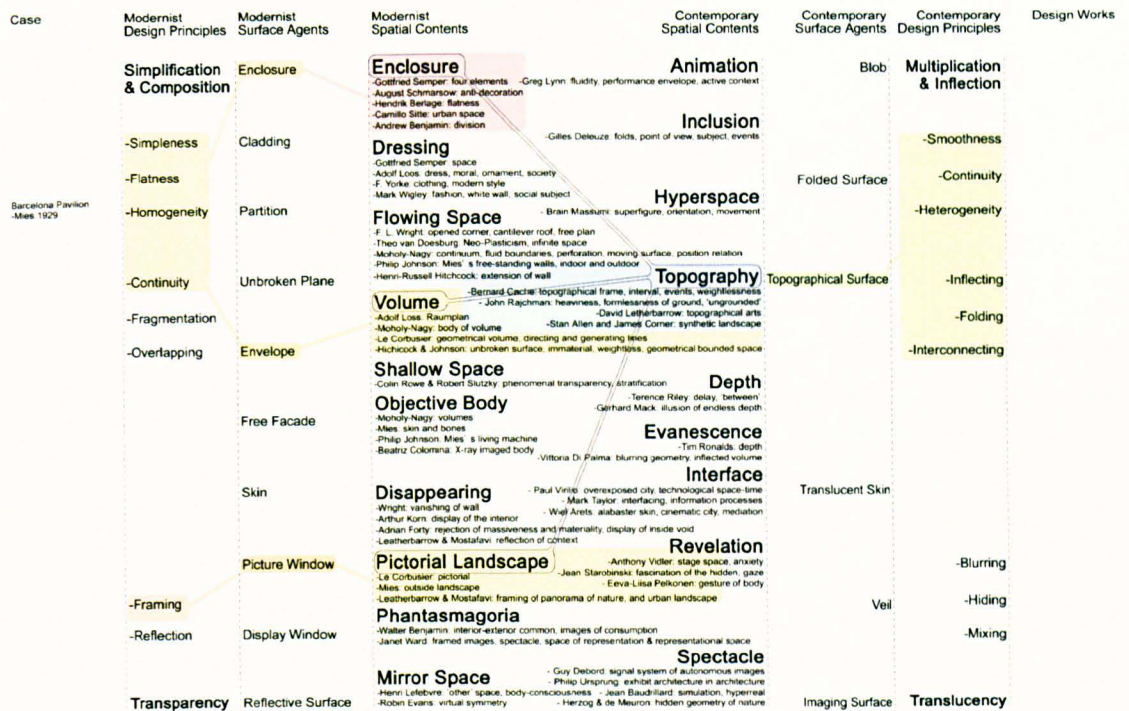 Case
Modernist
Design Principles
Modernist
Surface Agents
Modernist
Spatial Contents
Contemporary
Spatial Contents
Contemporary
Surface Agents
Contemporary
Design Principles
Design Works
Simplification
& Composition
-Simpleness
-Flatness
-Homogeneity
-Continuity
-Fragmentation
-Overlapping
-Framing
-Reflection
Transparency
Barcelona Pavilion
-Mies 1929
Enclosure
Cladding
Partition
Unbroken Plane
Envelope
Free Facade
Skin
Picture Window
Display Window
Reflective Surface
Enclosure
-Gottfried Semper: four elements
-August Schmarsow: anti-decoration
-Hendrik Berlage: flatness
-Camillo Sitte: urban space
-Andrew Benjamin: division
Dressing
-Gottfried Semper: space
-Adolf Loos: dress, moral, ornament, society
-F. Yorke: clothing, modern style
-Mark Wigley: fashion, white wall, social subject
Flowing Space
-F. L. Wright: opened corner, cantilever roof, free plan
-Theo van Doesburg: Neo-Plasticism, infinite space
-Moholy-Nagy: continuum, fluid boundaries, perforation, moving surface, position relation
-Philip Johnson: Mies' s free-standing walls, indoor and outdoor
-Henri-Russell Hitchcock: extension of wall
Volume
-Adolf Loss: Raumplan
-Moholy-Nagy: body of volume
-Le Corbusier: geometrical volume, directing and generating lines
-Hichicock & Johnson: unbroken surface, immaterial, weightless, geometrical bounded space
Shallow Space
-Colin Rowe & Robert Slutzky: phenomenal transparency, stratification
Objective Body
-Moholy-Nagy: volumes
-Mies: skin and bones
-Philip Johnson: Mies' s living machine
-Beatriz Colomina: X-ray imaged body
Disappearing
-Wright: vanishing of wall
-Arthur Korn: display of the interior
-Adrian Forty: rejection of massiveness and materiality, display of inside void
-Leatherbarrow & Mostafavi: reflection of context
Pictorial Landscape
-Le Corbusier: pictorial
-Mies: outside landscape
-Leatherbarrow & Mostafavi: framing of panorama of nature, and urban landscape
Phantasmagoria
-Walter Benjamin: interior-exterior common, images of consumption
-Janet Ward: framed images, spectacle, space of representation & representational space
Mirror Space
-Henri Lefebvre: 'other' space, body-consciousness
-Robin Evans: virtual symmetry
Animation
-Greg Lynn: fluidity, performance envelope, active context
Inclusion
-Gilles Deleuze: folds, point of view, subject, events
Hyperspace
- Brain Massumi: superfigure, orientation, movement
Topography
-Bernard Cache: topographical frame, interval, events, weightlessness
- John Rajchman: heaviness, formlessness of ground, 'ungrounded'
-David Letherbarrow: topographical arts
-Stan Allen and James Corner: synthetic landscape
Depth
-Terence Riley: delay, 'between'
-Gerhard Mack: illusion of endless depth
Evanescence
-Tim Ronalds: depth
-Vittoria Di Palma: blurring geometry, inflected volume
Interface
- Paul Virilio: overexposed city, technological space-time
- Mark Taylor: interfacing, information processes
- Wiel Arets: alabaster skin, cinematic city, mediation
Revelation
-Anthony Vidler: stage space, anxiety
-Jean Starobinski: fascination of the hidden, gaze
- Eeva-Liisa Pelkonen: gesture of body
Spectacle
- Guy Debord: signal system of autonomous images
- Philip Ursprung: exhibit architecture in architecture
- Jean Baudrillard: simulation, hyperreal
- Herzog & de Meuron: hidden geometry of nature
Blob
Folded Surface
Topographical Surface
Translucent Skin
Veil
Imaging Surface
Multiplication
& Inflection
-Smoothness
-Continuity
-Heterogeneity
-Inflecting
-Folding
-Interconnecting
-Blurring
-Hiding
-Mixing
Translucency